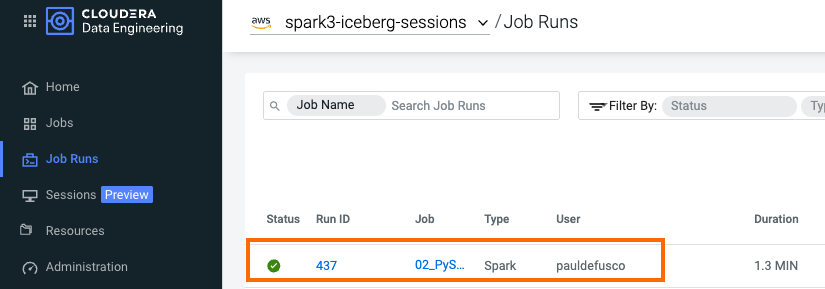 CLOUDERA
Data Engineering
aws spark3-iceberg-sessions / Job Runs
Home
Jobs
Job Runs
Sessions Preview
Resources
Administration
Job Name Search Job Runs
Filter By: Status Ty
Status Run ID Job Type User Duration
437 02_PyS... Spark pauldefusco 1.3 MIN